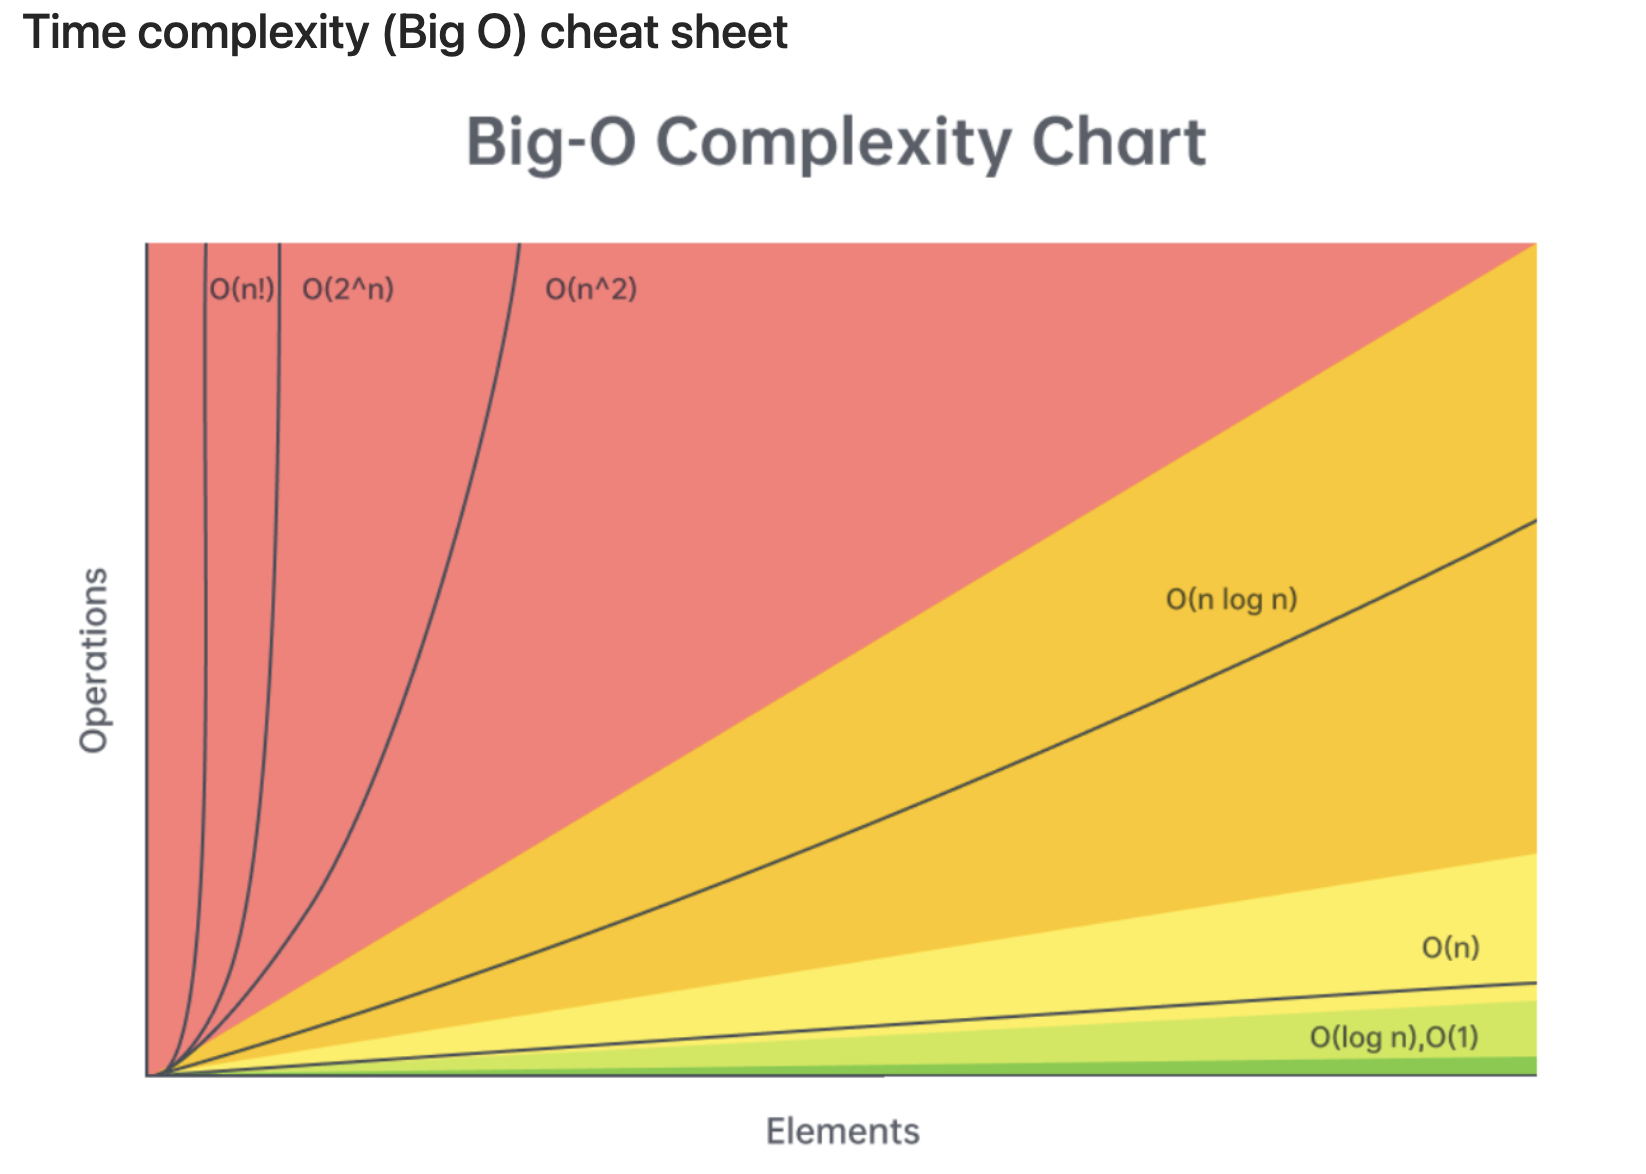 Time complexity (Big O) cheat sheet
Big-O Complexity Chart
O(n!) O(2^n) O(n^2)
O(n log n)
O(n)
O(log n),O(1)
Operations
Elements